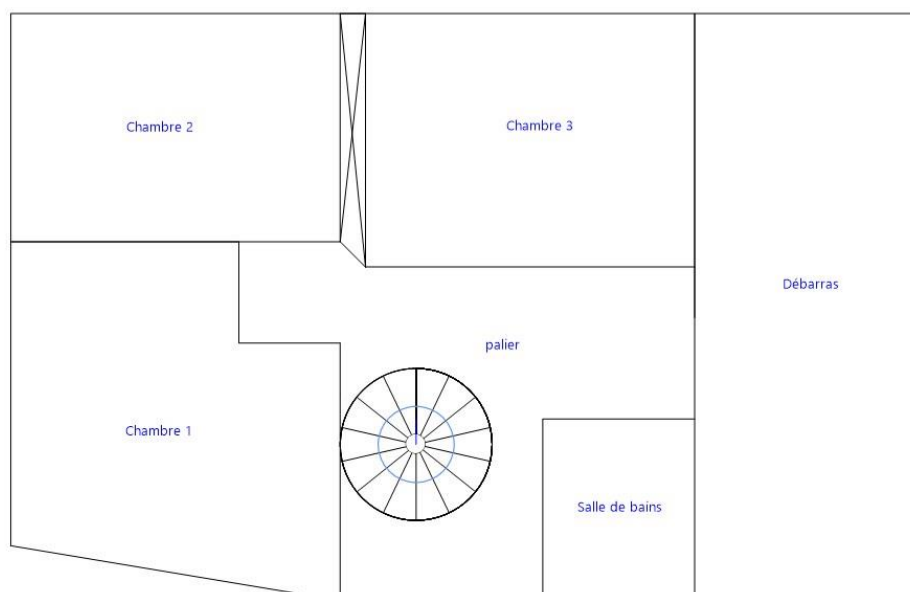 Chambre 2
Chambre 3
Débarras
palier
Chambre 1
Salle de bains